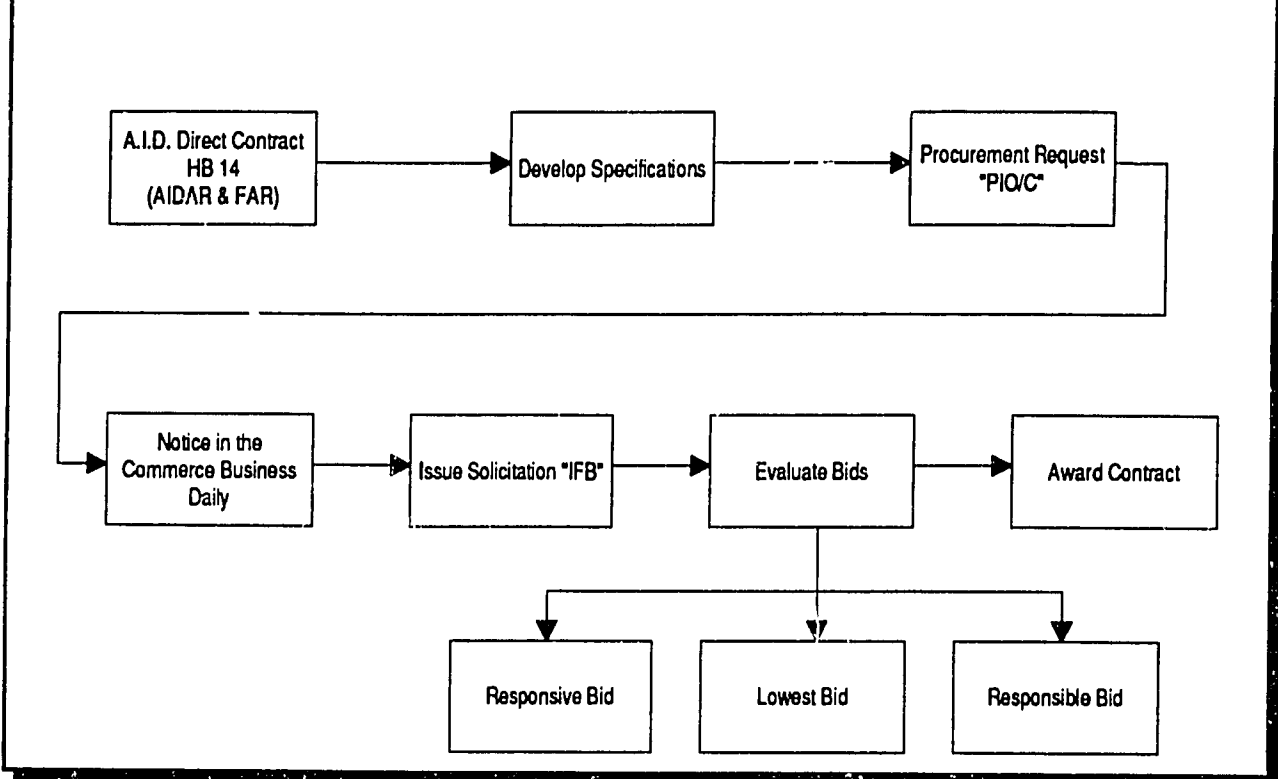 A.I.D. Direct Contract
HB 14
(AIDAR & FAR)
Develop Specifications
Procurement Request
"PIO/C"
Notice in the
Commerce Business
Daily
Issue Solicitation "IFB"
Evaluate Bids
Award Contract
Responsive Bid
Lowest Bid
Responsible Bid